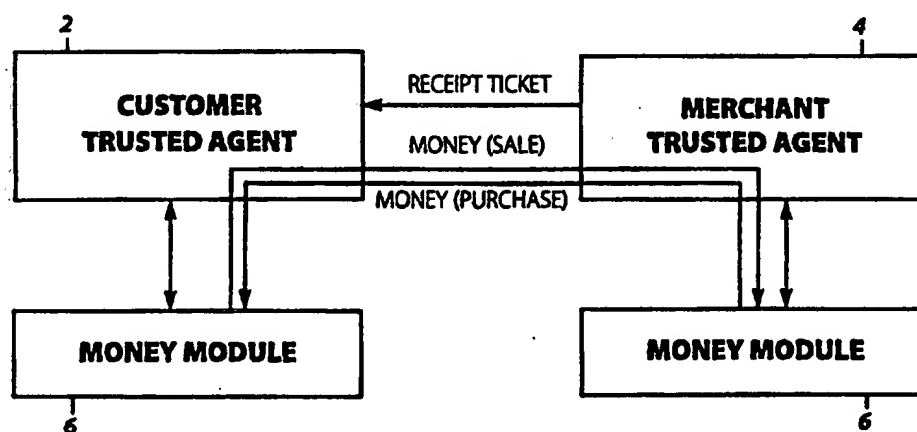 2
4
CUSTOMER
TRUSTED AGENT
RECEIPT TICKET
MERCHANT
TRUSTED AGENT
MONEY (SALE)
MONEY (PURCHASE)
MONEY MODULE
MONEY MODULE
6
6